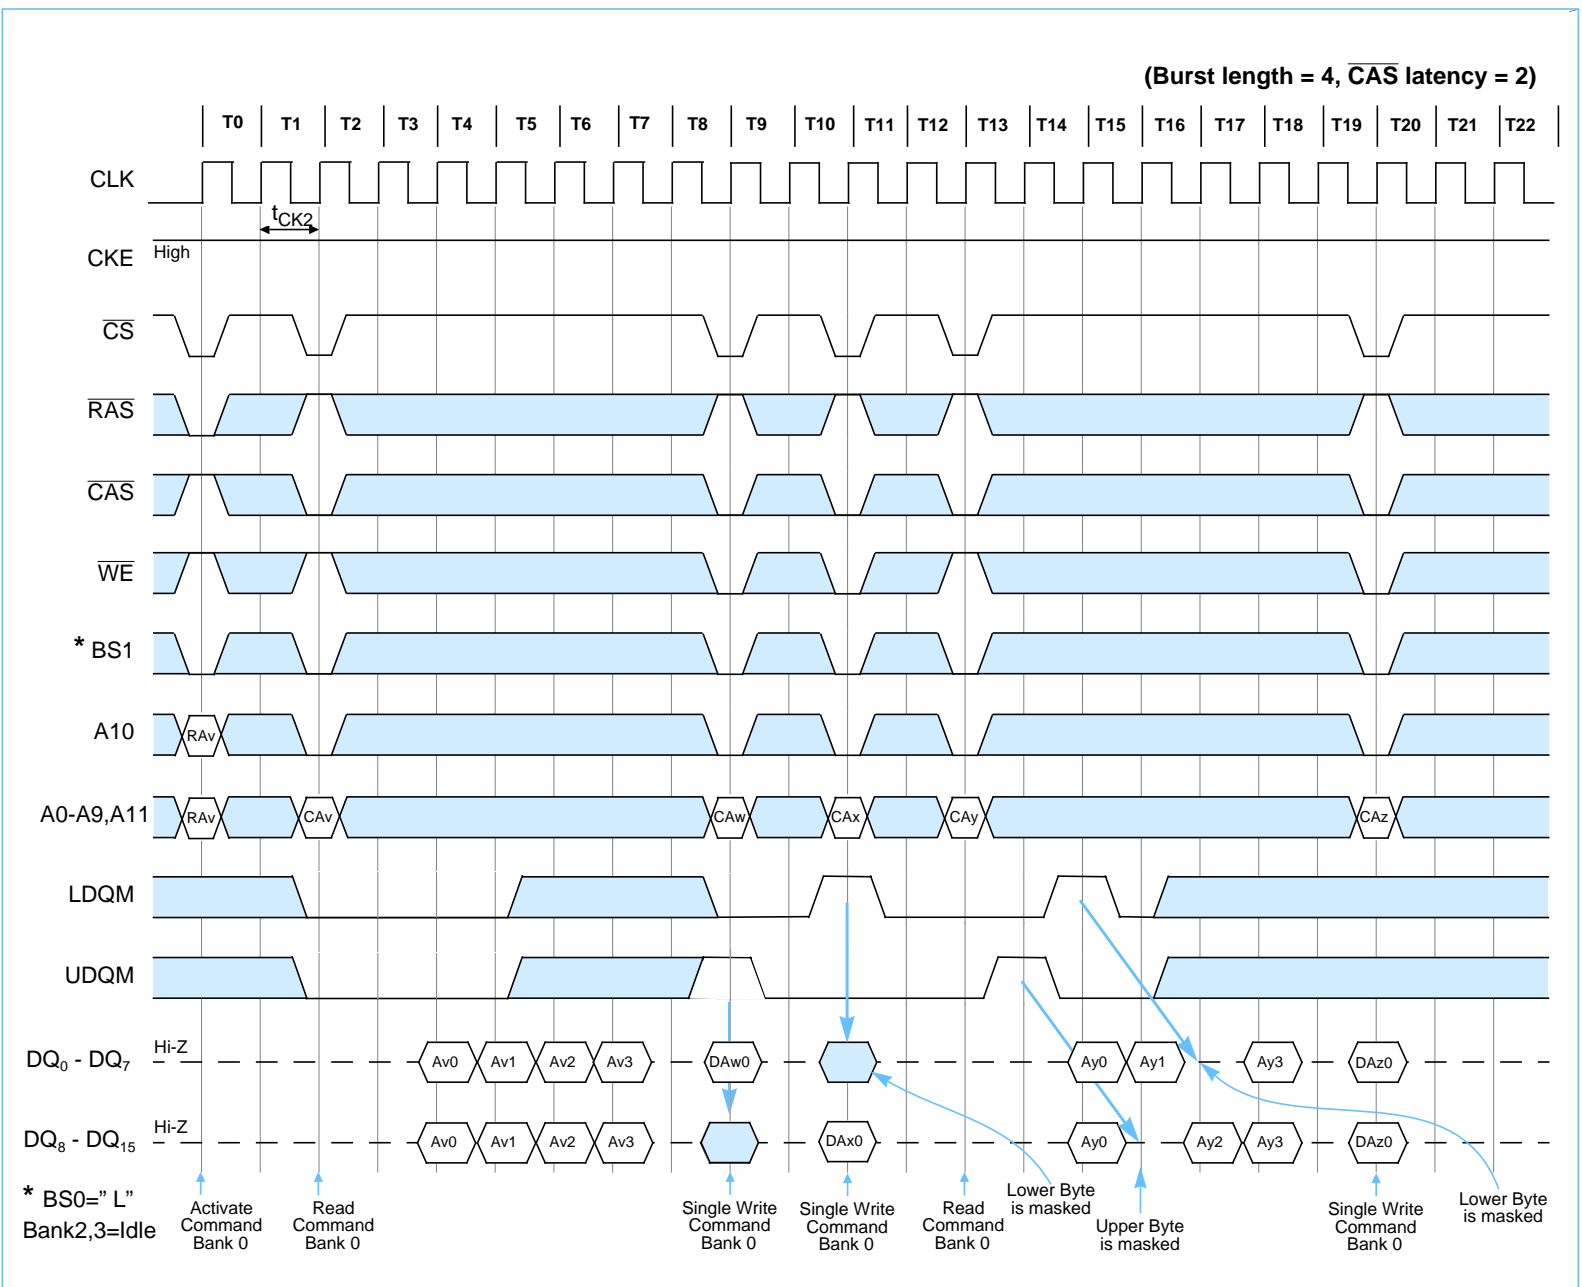 (Burst length = 4, CAS latency = 2)
T0 T1 T2 T3 T4 T5 T6 T7 T8 T9 T10 T11 T12 T13 T14 T15 T16 T17 T18 T19 T20 T21 T22
CLK
tCK2
CKE High
CS
RAS
CAS
WE
* BS1
A10 RAv
A0-A9,A11 RAv CAv CAw CAx CAy CAz
LDQM
UDQM
DQ0 - DQ7 Hi-Z Av0 Av1 Av2 Av3 DAw0 Ay0 Ay1 Ay3 DAz0
DQ8 - DQ15 Hi-Z Av0 Av1 Av2 Av3 DAx0 Ay0 Ay2 Ay3 DAz0
* BS0=" L"
Bank2,3=Idle
Activate
Command
Bank 0
Read
Command
Bank 0
Single Write
Command
Bank 0
Single Write
Command
Bank 0
Read
Command
Bank 0
Lower Byte
is masked
Upper Byte
is masked
Single Write
Command
Bank 0
Lower Byte
is masked